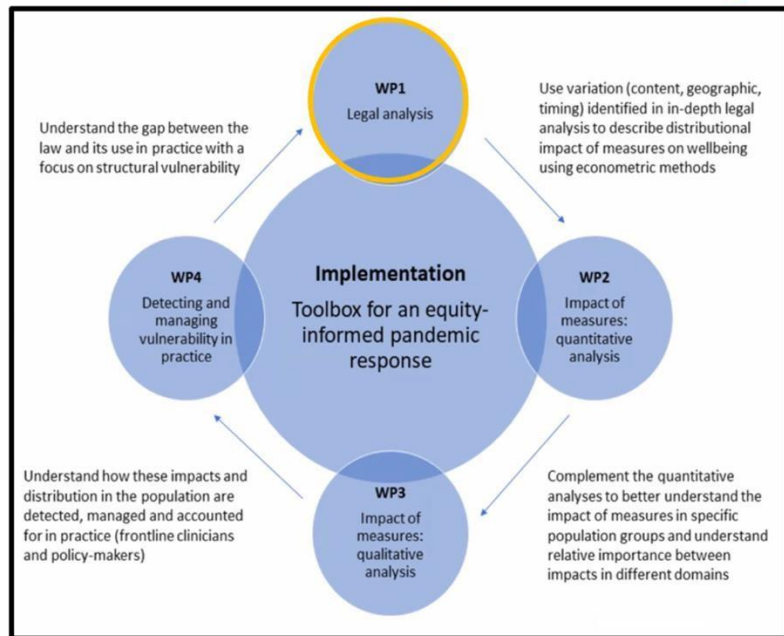 WP1
Legal analysis
Use variation (content, geographic,
timing) identified in in-depth legal
analysis to describe distributional
impact of measures on wellbeing
using econometric methods
Understand the gap between the
law and its use in practice with a
focus on structural vulnerability
WP4
Detecting and
managing
vulnerability in
practice
Implementation
Toolbox for an equity-
informed pandemic
response
WP2
Impact of
measures:
quantitative
analysis
Understand how these impacts and
distribution in the population are
detected, managed and accounted
for in practice (frontline clinicians
and policy-makers)
WP3
Impact of
measures:
qualitative
analysis
Complement the quantitative
analyses to better understand the
impact of measures in specific
population groups and understand
relative importance between
impacts in different domains